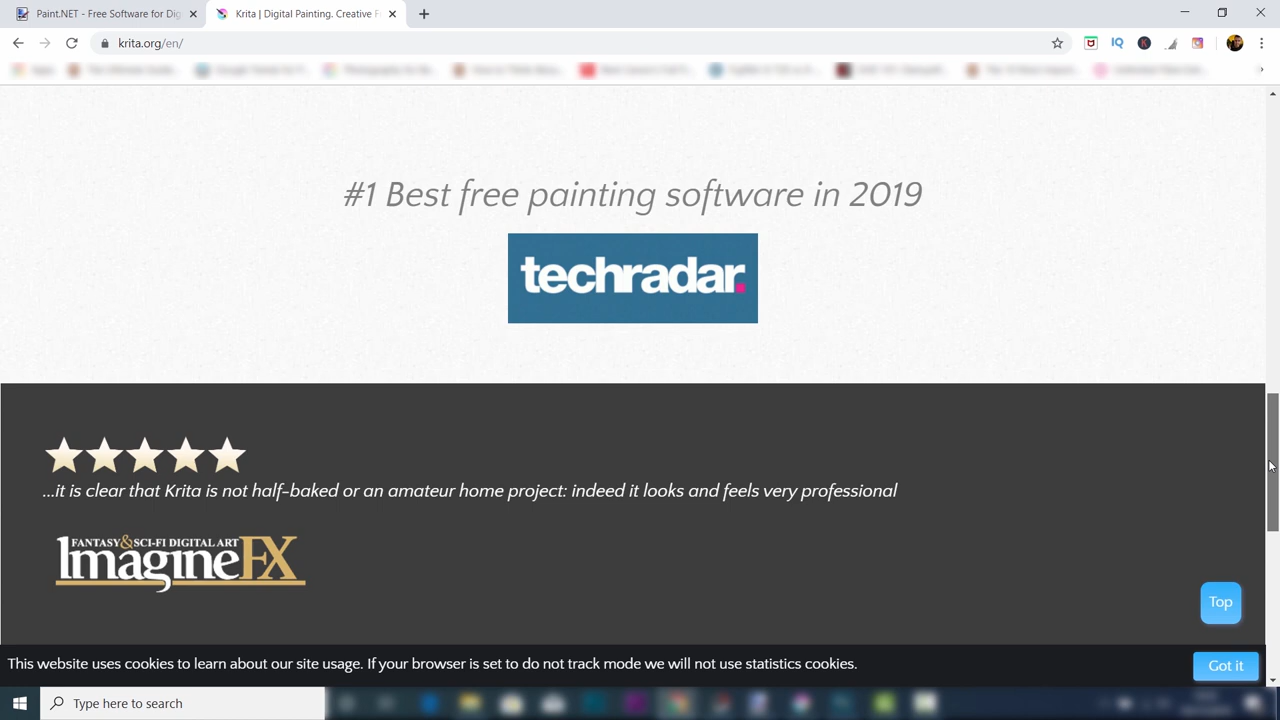 Paint.NET - Free Software for Dig
Krita | Digital Painting. Creative F
krita.org/en/
IQ
#1 Best free painting software in 2019
techradar.
...it is clear that Krita is not half-baked or an amateur home project: indeed it looks and feels very professional
FANTASY & SCI-FI DIGITAL ART
ImagineFX
Top
This website uses cookies to learn about our site usage. If your browser is set to do not track mode we will not use statistics cookies.
Got it
Type here to search